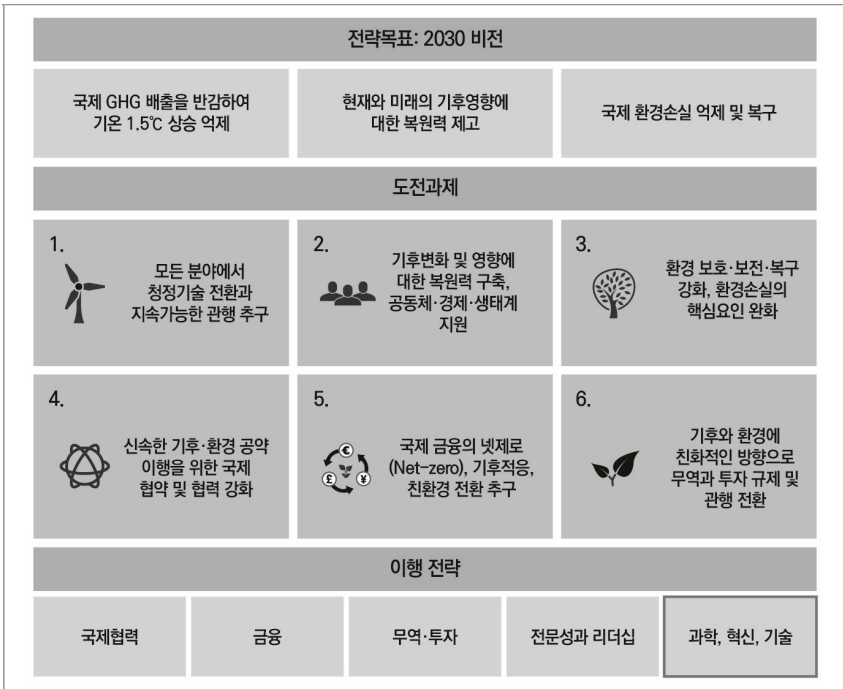 전략목표: 2030 비전
국제 GHG 배출을 반감하여
기온 1.5℃ 상승 억제
현재와 미래의 기후영향에
대한 복원력 제고
국제 환경손실 억제 및 복구
도전과제
1.
모든 분야에서
청정기술 전환과
지속가능한 관행 추구
2.
기후변화 및 영향에
대한 복원력 구축,
공동체·경제·생태계
지원
3.
환경 보호·보전·복구
강화, 환경손실의
핵심요인 완화
4.
신속한 기후·환경 공약
이행을 위한 국제
협약 및 협력 강화
5.
€
£
¥
국제 금융의 넷제로
(Net-zero), 기후적응,
친환경 전환 추구
6.
기후와 환경에
친화적인 방향으로
무역과 투자 규제 및
관행 전환
이행 전략
국제협력
금융
무역·투자
전문성과 리더십
과학, 혁신, 기술